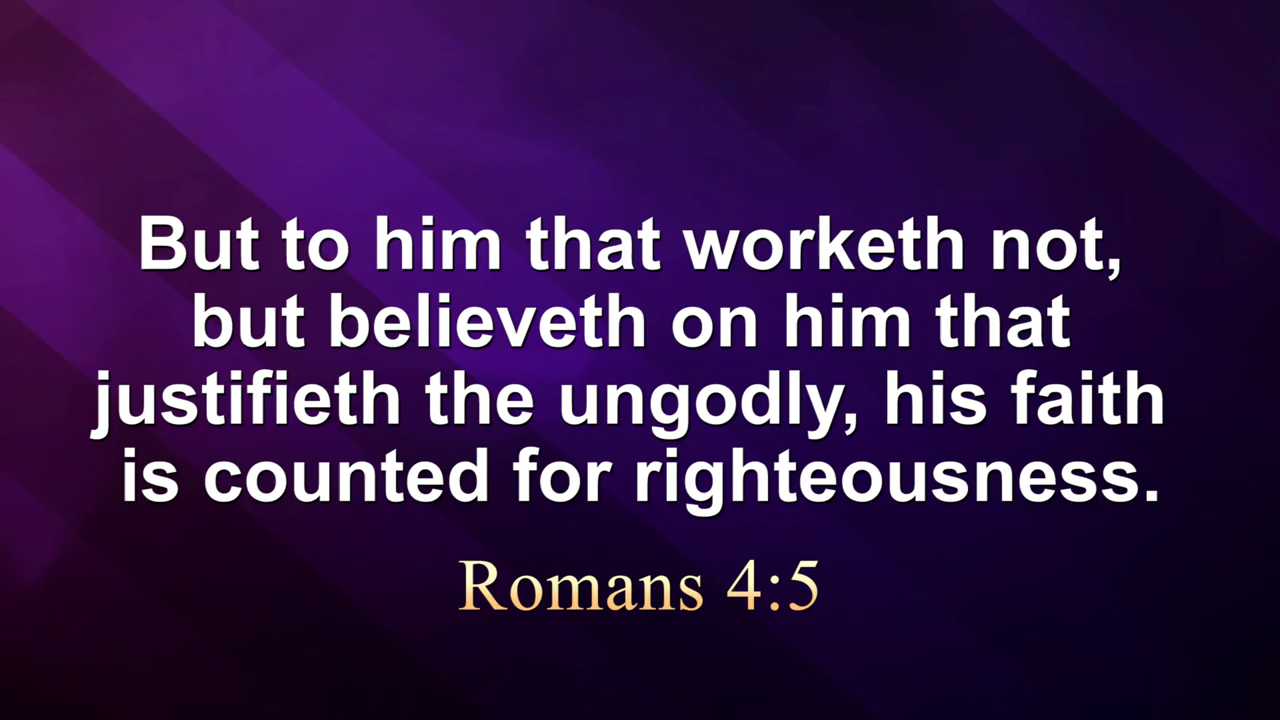 But to him that worketh not,
but believeth on him that
justifieth the ungodly, his faith
is counted for righteousness.
Romans 4:5